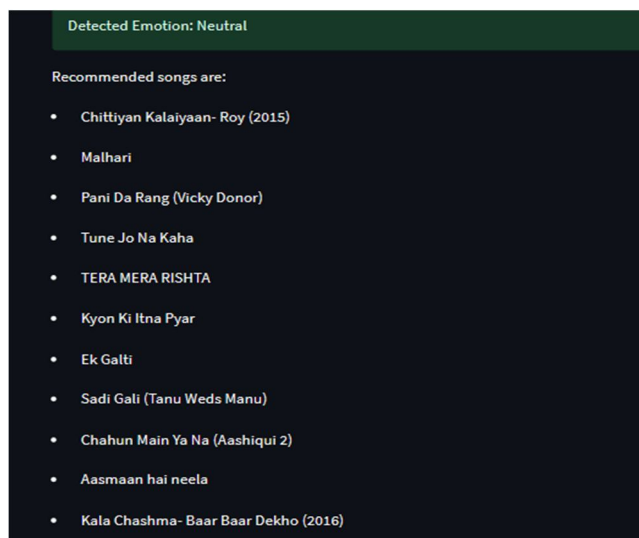 Detected Emotion: Neutral
Recommended songs are:
• Chittiyan Kalaiyaan- Roy (2015)
• Malhari
• Pani Da Rang (Vicky Donor)
• Tune Jo Na Kaha
• TERA MERA RISHTA
• Kyon Ki Itna Pyar
• Ek Galti
• Sadi Gali (Tanu Weds Manu)
• Chahun Main Ya Na (Aashiqui 2)
• Aasmaan hai neela
• Kala Chashma- Baar Baar Dekho (2016)